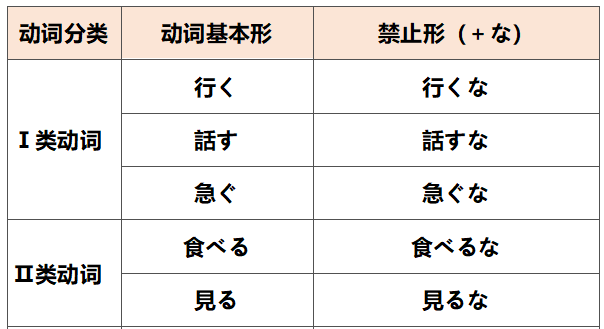 动词分类 动词基本形 禁止形（+な）
Ⅰ类动词 行く 行くな
話す 話すな
急ぐ 急ぐな
Ⅱ类动词 食べる 食べるな
見る 見るな